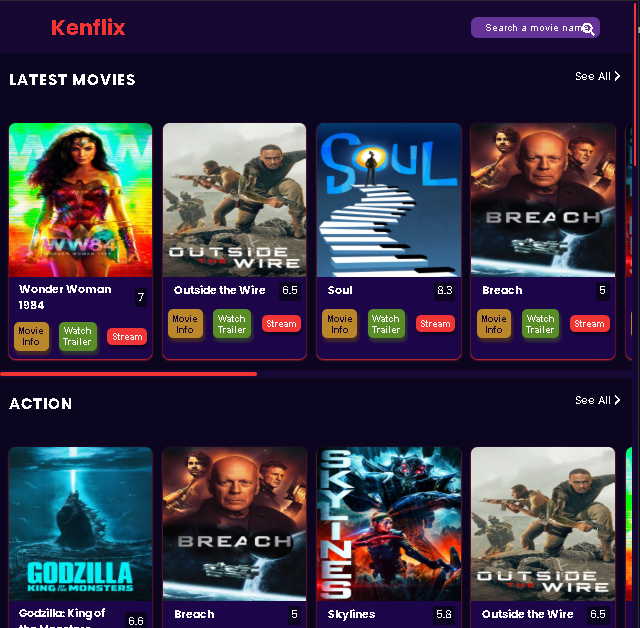 Kenflix
Search a movie name
LATEST MOVIES
See All
WW84
WONDER WOMAN 1984
OUTSIDE
THE WIRE
SOUL
BREACH
Wonder Woman
1984
7
Outside the Wire
6.5
Soul
8.3
Breach
5
Movie
Info
Watch
Trailer
Stream
Movie
Info
Watch
Trailer
Stream
Movie
Info
Watch
Trailer
Stream
Movie
Info
Watch
Trailer
Stream
ACTION
See All
GODZILLA
KING OF THE MONSTERS
BREACH
SKYLINES
OUTSIDE
THE WIRE
Godzilla: King of
the Monsters
6.6
Breach
5
Skylines
5.8
Outside the Wire
6.5